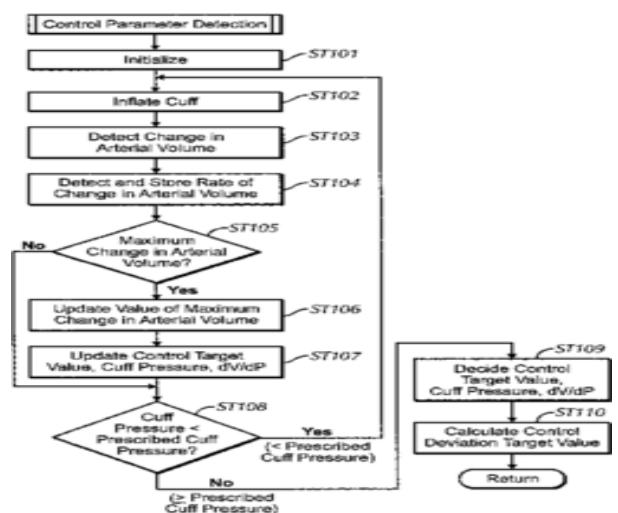 Control Parameter Detection
Initialize
ST101
Inflate Cuff
ST102
Detect Change in
Arterial Volume
ST103
Detect and Store Rate of
Change in Arterial Volume
ST104
Maximum
Change in Arterial
Volume?
ST105
No
Yes
Update Value of Maximum
Change in Arterial Volume
ST106
Update Control Target
Value, Cuff Pressure, dV/dP
ST107
Cuff
Pressure <
Prescribed Cuff
Pressure?
ST108
Yes
(< Prescribed
Cuff Pressure)
No
(≥ Prescribed
Cuff Pressure)
ST109
Decide Control
Target Value,
Cuff Pressure, dV/dP
ST110
Calculate Control
Deviation Target Value
Return